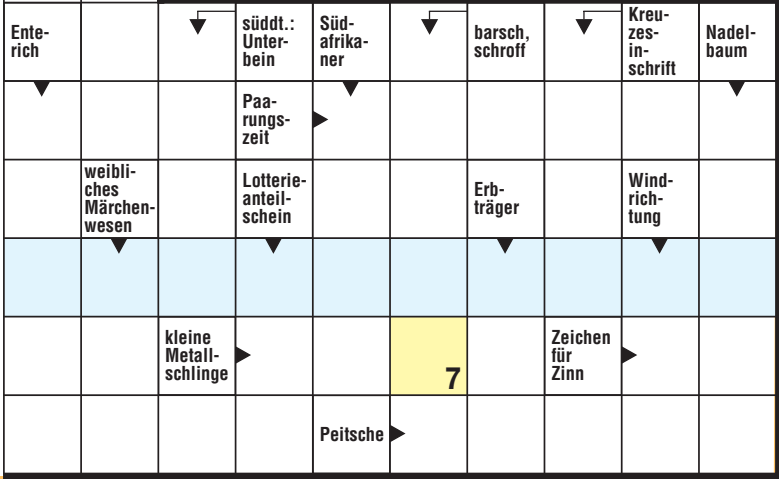 Ente-
rich
süddt.:
Unter-
bein
Süd-
afrika-
ner
barsch,
schroff
Kreu-
zes-
in-
schrift
Nadel-
baum
Paa-
rungs-
zeit
weibli-
ches
Märchen-
wesen
Lotterie-
anteil-
schein
Erb-
träger
Wind-
rich-
tung
kleine
Metall-
schlinge
7
Zeichen
für
Zinn
Peitsche